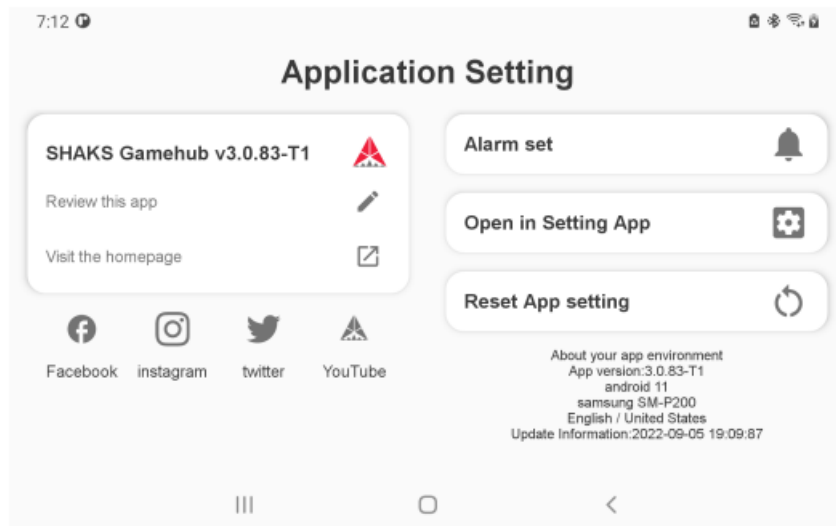 7:12
Application Setting
SHAKS Gamehub v3.0.83-T1
Review this app
Visit the homepage
Facebook
instagram
twitter
YouTube
Alarm set
Open in Setting App
Reset App setting
About your app environment
App version:3.0.83-T1
android 11
samsung SM-P200
English / United States
Update Information:2022-09-05 19:09:87